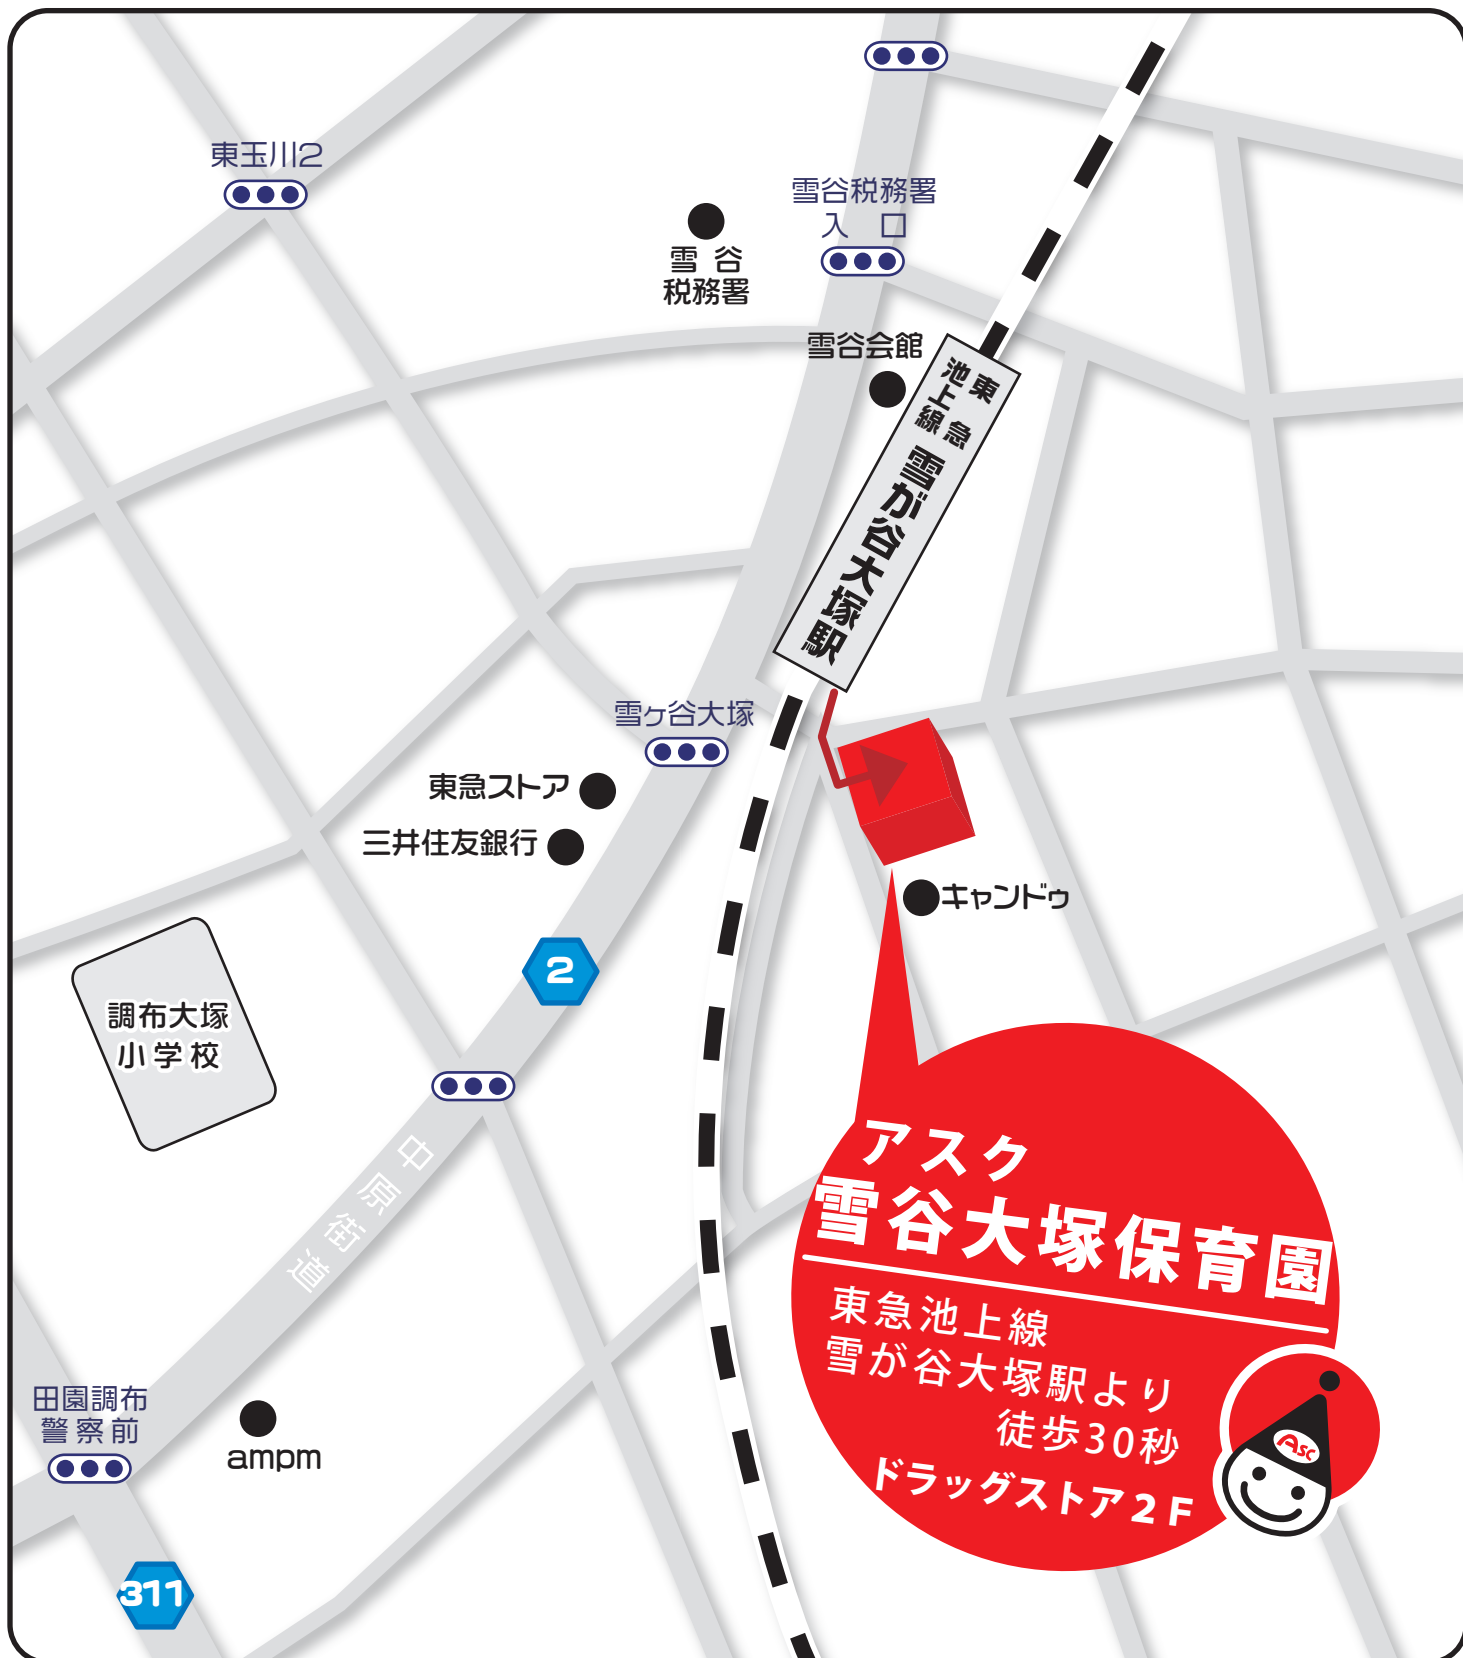 東玉川2
雪谷税務署
入口
雪谷
税務署
雪谷会館
東急
池上線
雪が谷大塚駅
雪ヶ谷大塚
東急ストア
三井住友銀行
キャンドゥ
2
調布大塚
小学校
中原街道
アスク
雪谷大塚保育園
東急池上線
雪が谷大塚駅より
徒歩30秒
ドラッグストア2F
ASC
田園調布
警察前
ampm
311